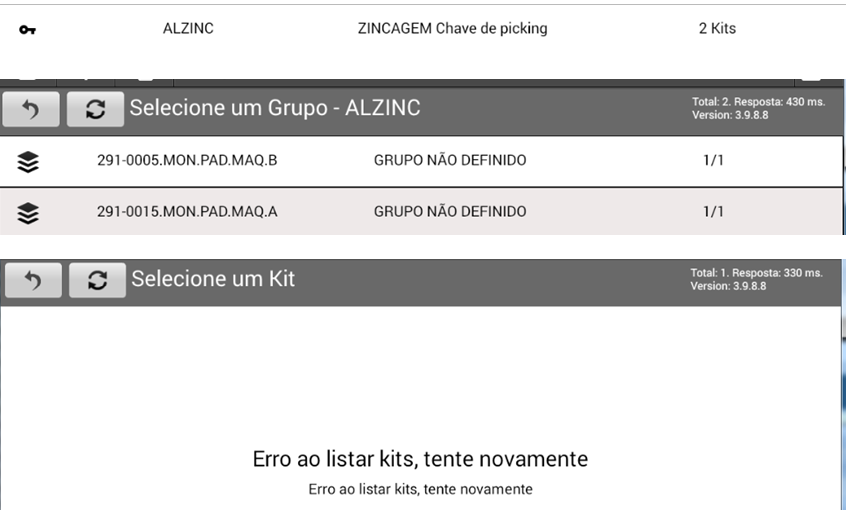 ALZINC ZINCAGEM Chave de picking 2 Kits
Selecione um Grupo - ALZINC
Total: 2. Resposta: 430 ms.
Version: 3.9.8.8
291-0005.MON.PAD.MAQ.B GRUPO NÃO DEFINIDO 1/1
291-0015.MON.PAD.MAQ.A GRUPO NÃO DEFINIDO 1/1
Selecione um Kit
Total: 1. Resposta: 330 ms.
Version: 3.9.8.8
Erro ao listar kits, tente novamente
Erro ao listar kits, tente novamente